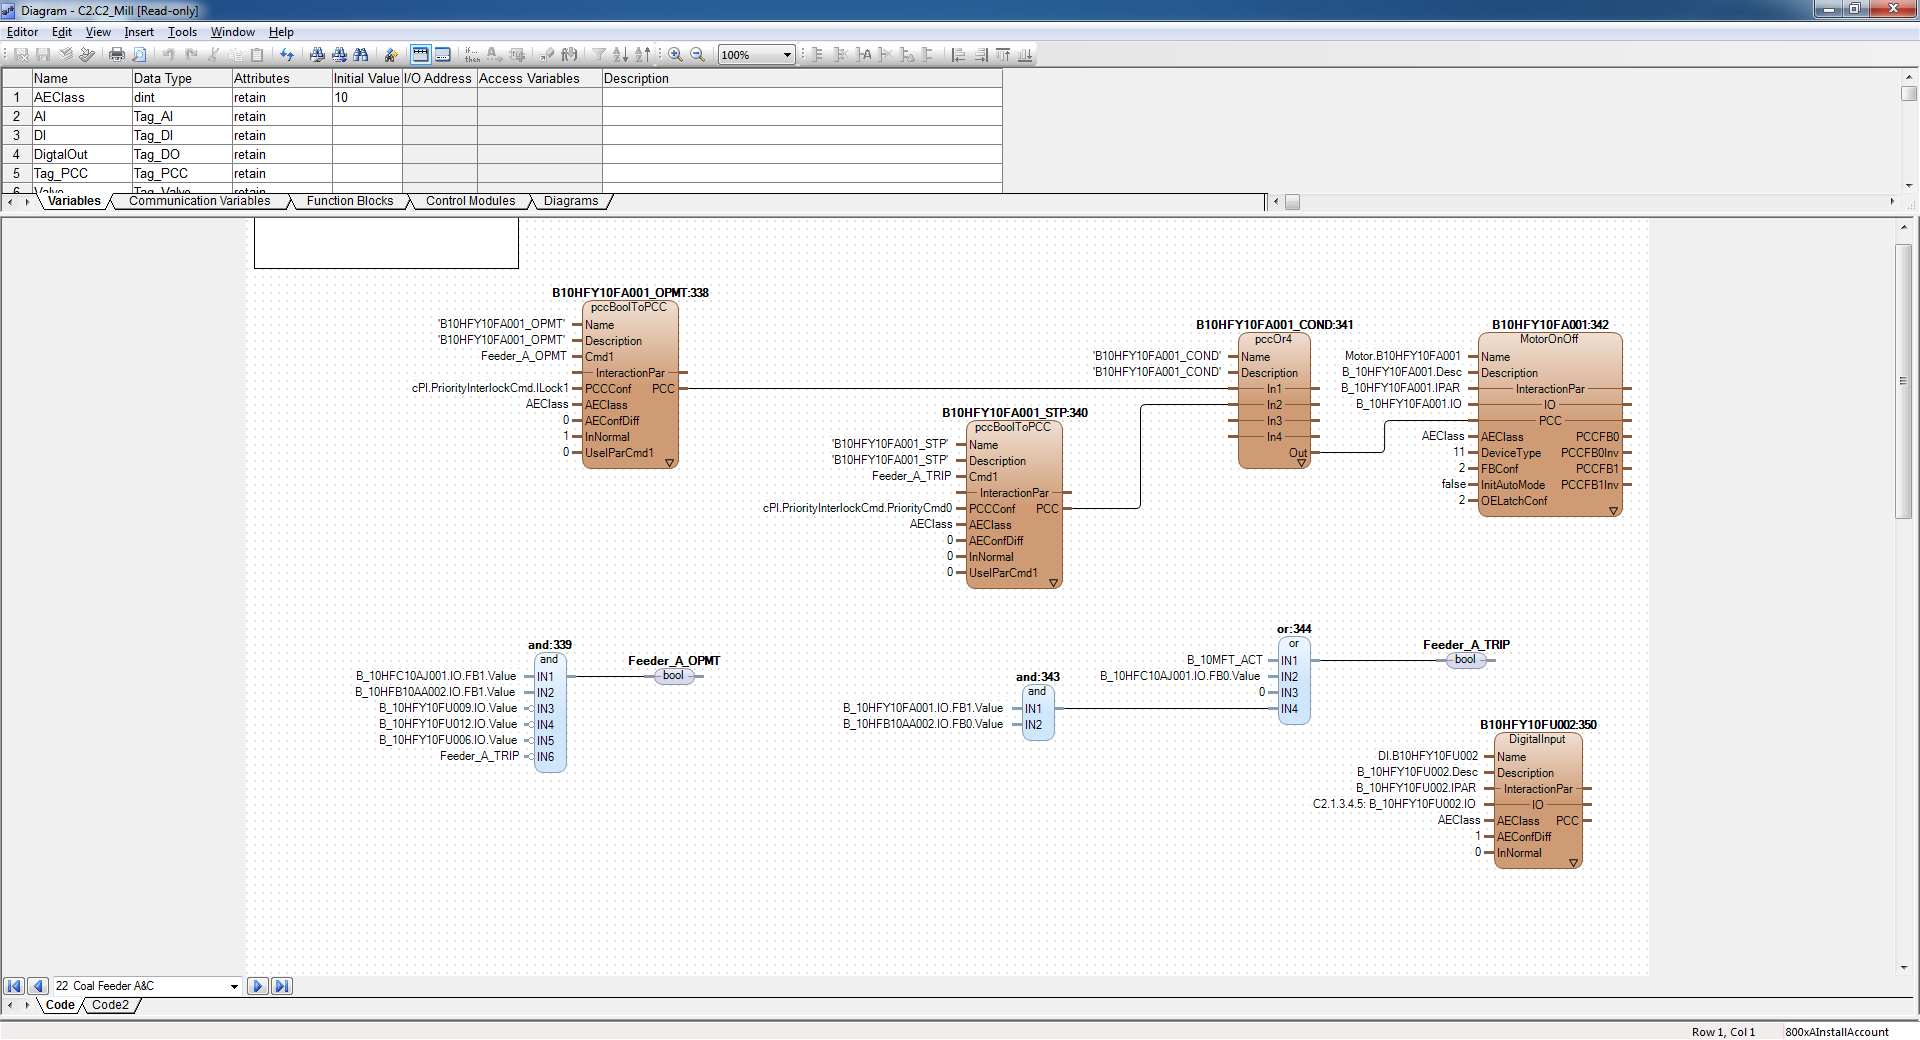 Diagram - C2.C2_Mill [Read-only]
Editor Edit View Insert Tools Window Help
100%
Name Data Type Attributes Initial Value I/O Address Access Variables Description
1 AEClass dint retain 10
2 AI Tag_AI retain
3 DI Tag_DI retain
4 DigtalOut Tag_DO retain
5 Tag_PCC Tag_PCC retain
6 Valve Tag_Valve retain
Variables Communication Variables Function Blocks Control Modules Diagrams
B10HFY10FA001_OPMT:338
pccBoolToPCC
'B10HFY10FA001_OPMT' Name
'B10HFY10FA001_OPMT' Description
Feeder_A_OPMT Cmd1
InteractionPar
cPI.PriorityInterlockCmd.ILock1 PCCConf PCC
AEClass AEClass
0 AEConfDiff
1 InNormal
0 UseIParCmd1
B10HFY10FA001_STP:340
pccBoolToPCC
'B10HFY10FA001_STP' Name
'B10HFY10FA001_STP' Description
Feeder_A_TRIP Cmd1
InteractionPar
cPI.PriorityInterlockCmd.PriorityCmd0 PCCConf PCC
AEClass AEClass
0 AEConfDiff
0 InNormal
0 UseIParCmd1
B10HFY10FA001_COND:341
pccOr4
'B10HFY10FA001_COND' Name
'B10HFY10FA001_COND' Description
In1
In2
In3
In4
Out
B10HFY10FA001:342
MotorOnOff
Motor.B10HFY10FA001 Name
B_10HFY10FA001.Desc Description
B_10HFY10FA001.IPAR InteractionPar
B_10HFY10FA001.IO IO
PCC
AEClass AEClass PCCFB0
11 DeviceType PCCFB0Inv
2 FBConf PCCFB1
false InitAutoMode PCCFB1Inv
2 OELatchConf
and:339
and
B_10HFC10AJ001.IO.FB1.Value IN1
B_10HFB10AA002.IO.FB1.Value IN2
B_10HFY10FU009.IO.Value IN3
B_10HFY10FU012.IO.Value IN4
B_10HFY10FU006.IO.Value IN5
Feeder_A_TRIP IN6
Feeder_A_OPMT
bool
and:343
and
B_10HFY10FA001.IO.FB1.Value IN1
B_10HFB10AA002.IO.FB0.Value IN2
or:344
or
B_10MFT_ACT IN1
B_10HFC10AJ001.IO.FB0.Value IN2
0 IN3
IN4
Feeder_A_TRIP
bool
B10HFY10FU002:350
DigitalInput
DI.B10HFY10FU002 Name
B_10HFY10FU002.Desc Description
B_10HFY10FU002.IPAR InteractionPar
C2.1.3.4.5: B_10HFY10FU002.IO IO
AEClass AEClass PCC
1 AEConfDiff
0 InNormal
22 Coal Feeder A&C
Code Code2
Row 1, Col 1 800xAInstallAccount